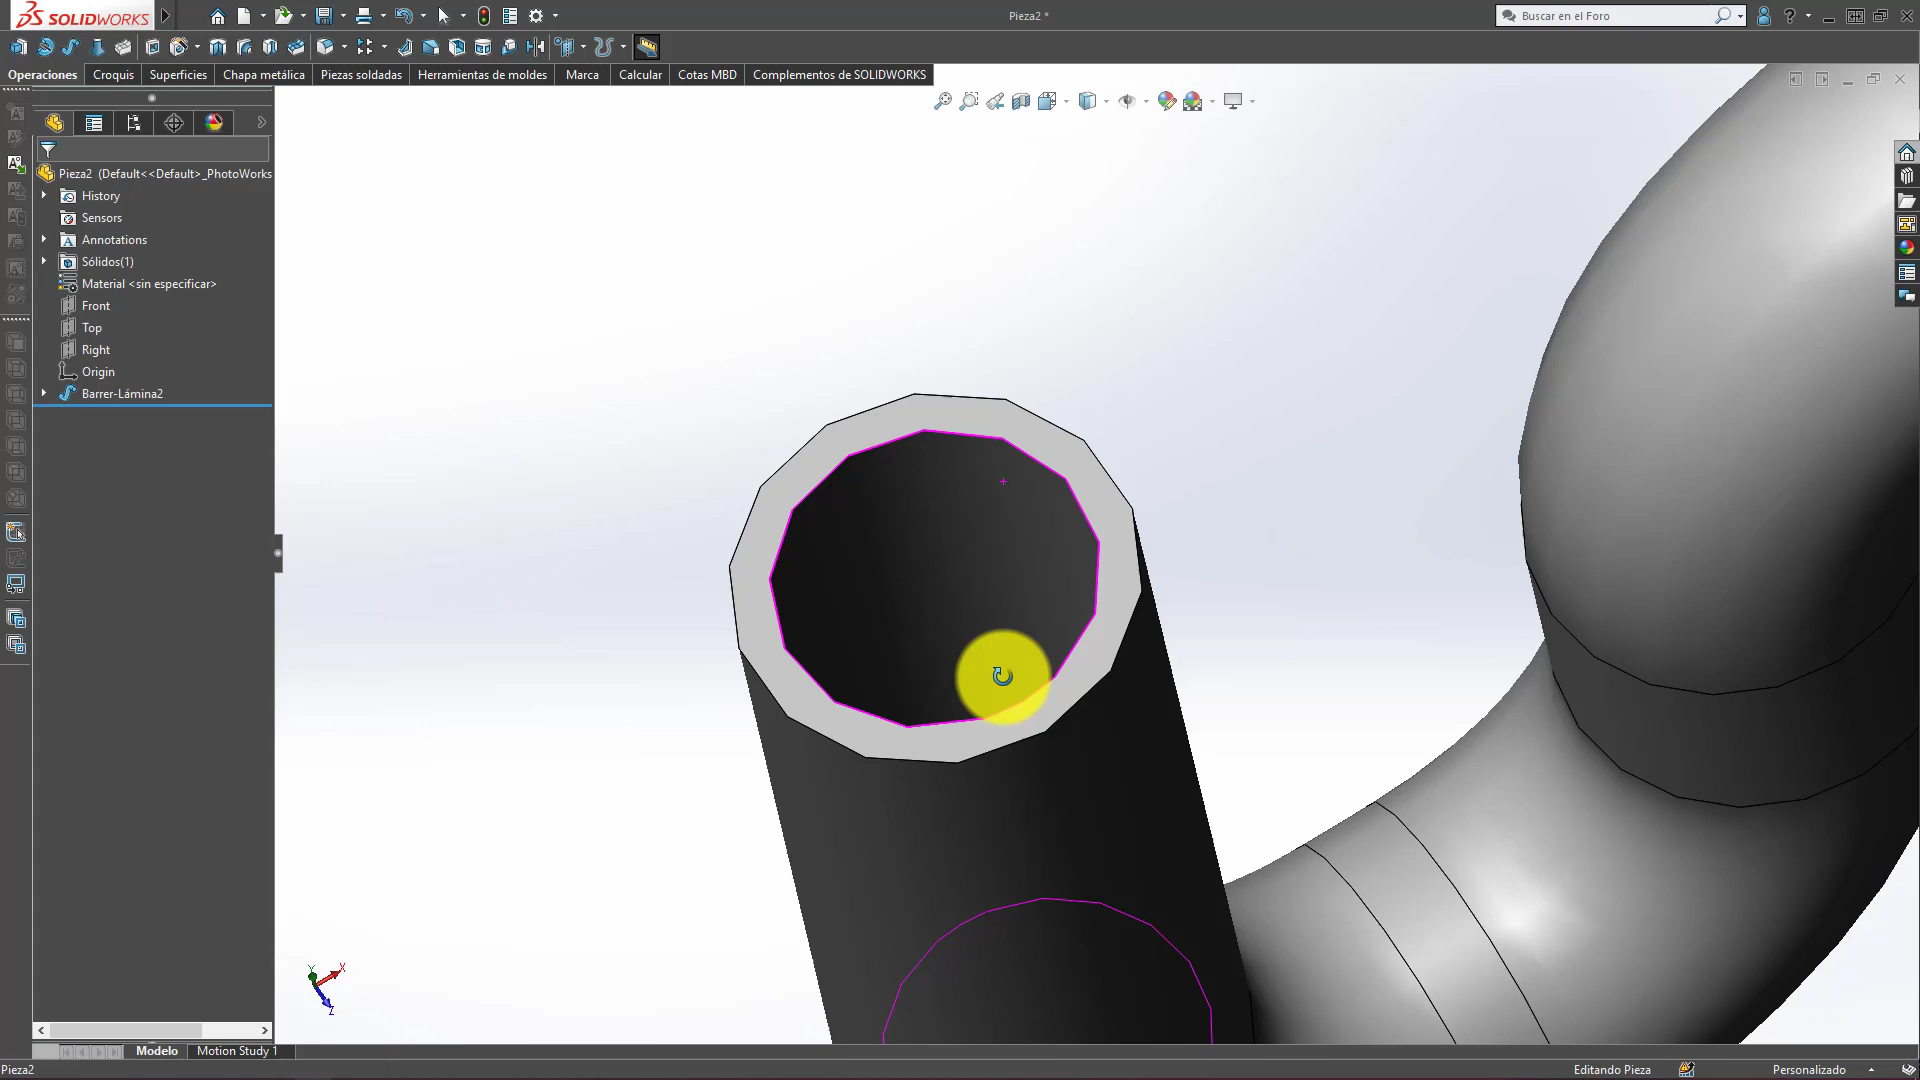 SOLIDWORKS
Pieza2 *
Buscar en el Foro
Operaciones
Croquis
Superficies
Chapa metálica
Piezas soldadas
Herramientas de moldes
Marca
Calcular
Cotas MBD
Complementos de SOLIDWORKS
Pieza2 (Default<<Default>_PhotoWorks
History
Sensors
Annotations
Sólidos(1)
Material <sin especificar>
Front
Top
Right
Origin
Barrer-Lámina2
Y
X
Z
Modelo
Motion Study 1
Pieza2
Editando Pieza
Personalizado